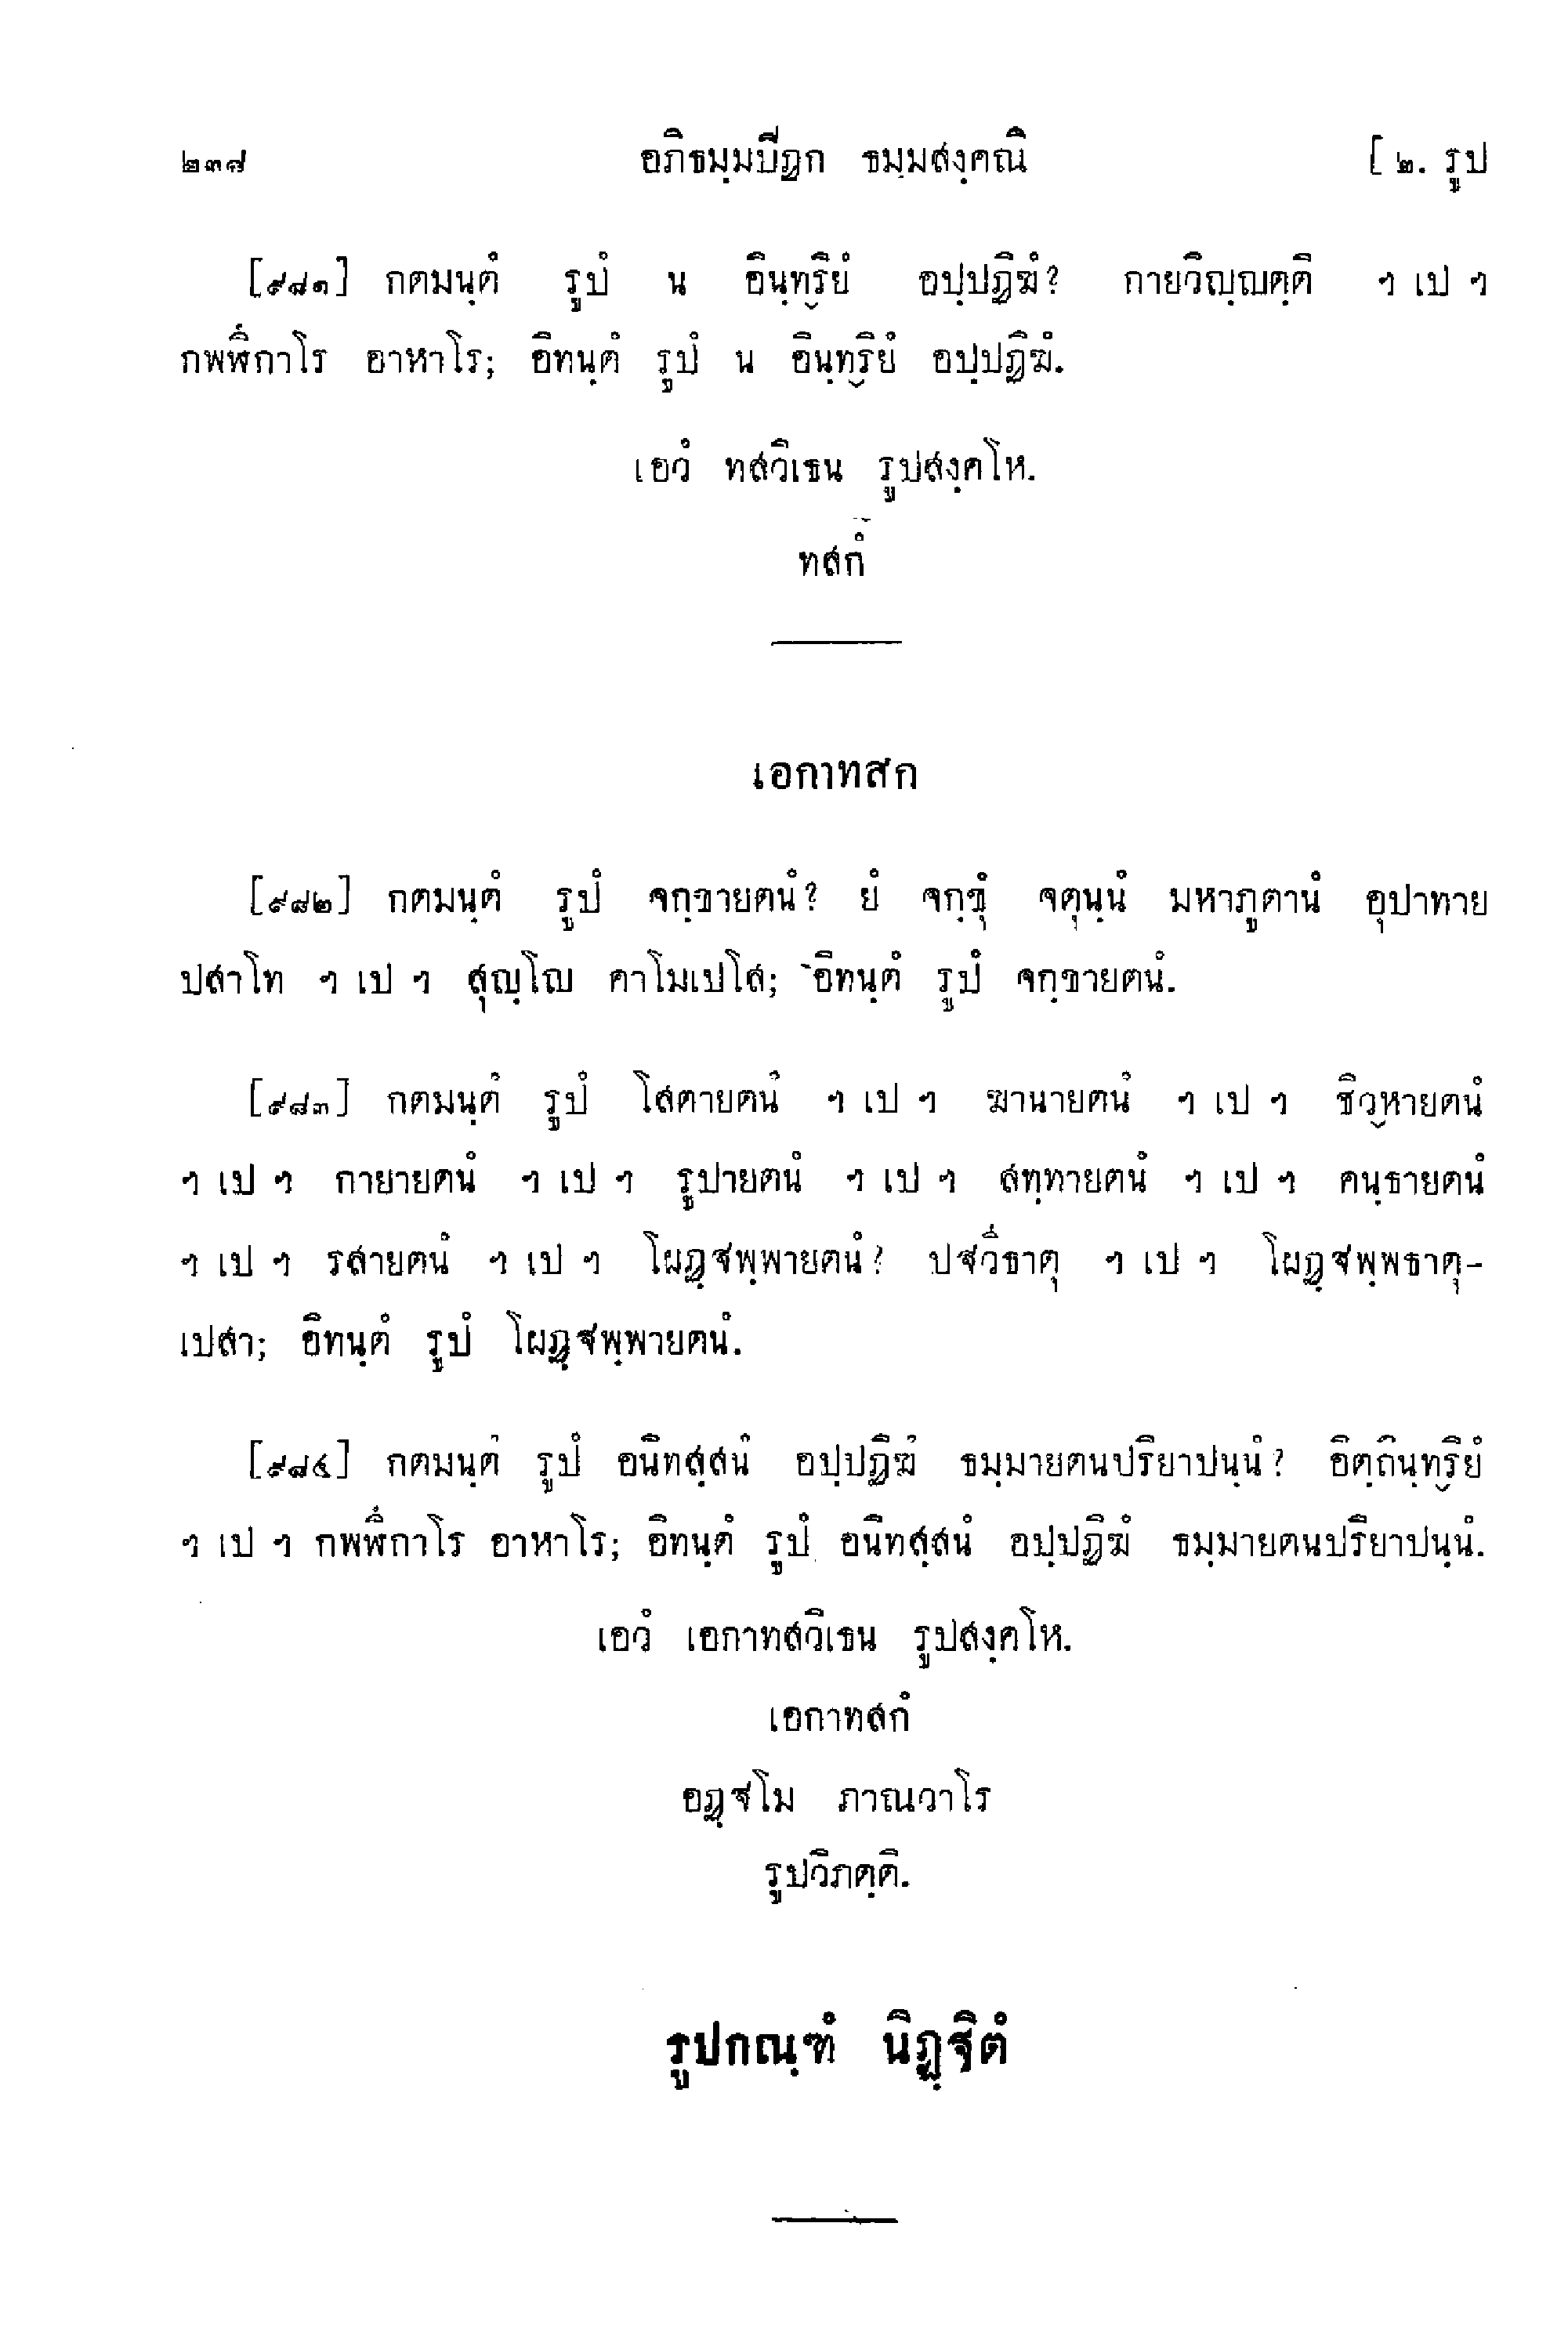 ๒๓๘ อภิธมฺมปีฏก ธมฺมสงฺคณิ [ ๒. รูป
[๙๘๑] กตมนฺตํ รูปํ น อินฺทฺริยํ อปฺปฏิฆํ? กายวิญฺญตฺติ ฯ เป ฯ
กพฬึกาโร อาหาโร; อิทนฺตํ รูปํ น อินฺทฺริยํ อปฺปฏิฆํ.
เอวํ ทสวิเธน รูปสงฺคโห.
ทสกํ
เอกาทสก
[๙๘๒] กตมนฺตํ รูปํ จกฺขายตนํ? ยํ จกฺขุํ จตุนฺนํ มหาภูตานํ อุปาทาย
ปสาโท ฯ เป ฯ สุญฺโญ คาโมเปโส; อิทนฺตํ รูปํ จกฺขายตนํ.
[๙๘๓] กตมนฺตํ รูปํ โสตายตนํ ฯ เป ฯ ฆานายตนํ ฯ เป ฯ ชิวฺหายตนํ
ฯ เป ฯ กายายตนํ ฯ เป ฯ รูปายตนํ ฯ เป ฯ สทฺทายตนํ ฯ เป ฯ คนฺธายตนํ
ฯ เป ฯ รสายตนํ ฯ เป ฯ โผฏฺฐพฺพายตนํ? ปฐวีธาตุ ฯ เป ฯ โผฏฺฐพฺพธาตุ-
เปสา; อิทนฺตํ รูปํ โผฏฺฐพฺพายตนํ.
[๙๘๔] กตมนฺตํ รูปํ อนิทสฺสนํ อปฺปฏิฆํ ธมฺมายตนปริยาปนฺนํ? อิตฺถินฺทฺริยํ
ฯ เป ฯ กพฬึกาโร อาหาโร; อิทนฺตํ รูปํ อนิทสฺสนํ อปฺปฏิฆํ ธมฺมายตนปริยาปนฺนํ.
เอวํ เอกาทสวิเธน รูปสงฺคโห.
เอกาทสกํ
อฏฺฐโม ภาณวาโร
รูปวิภตฺติ.
รูปกณฺฑํ นิฏฺฐิตํ